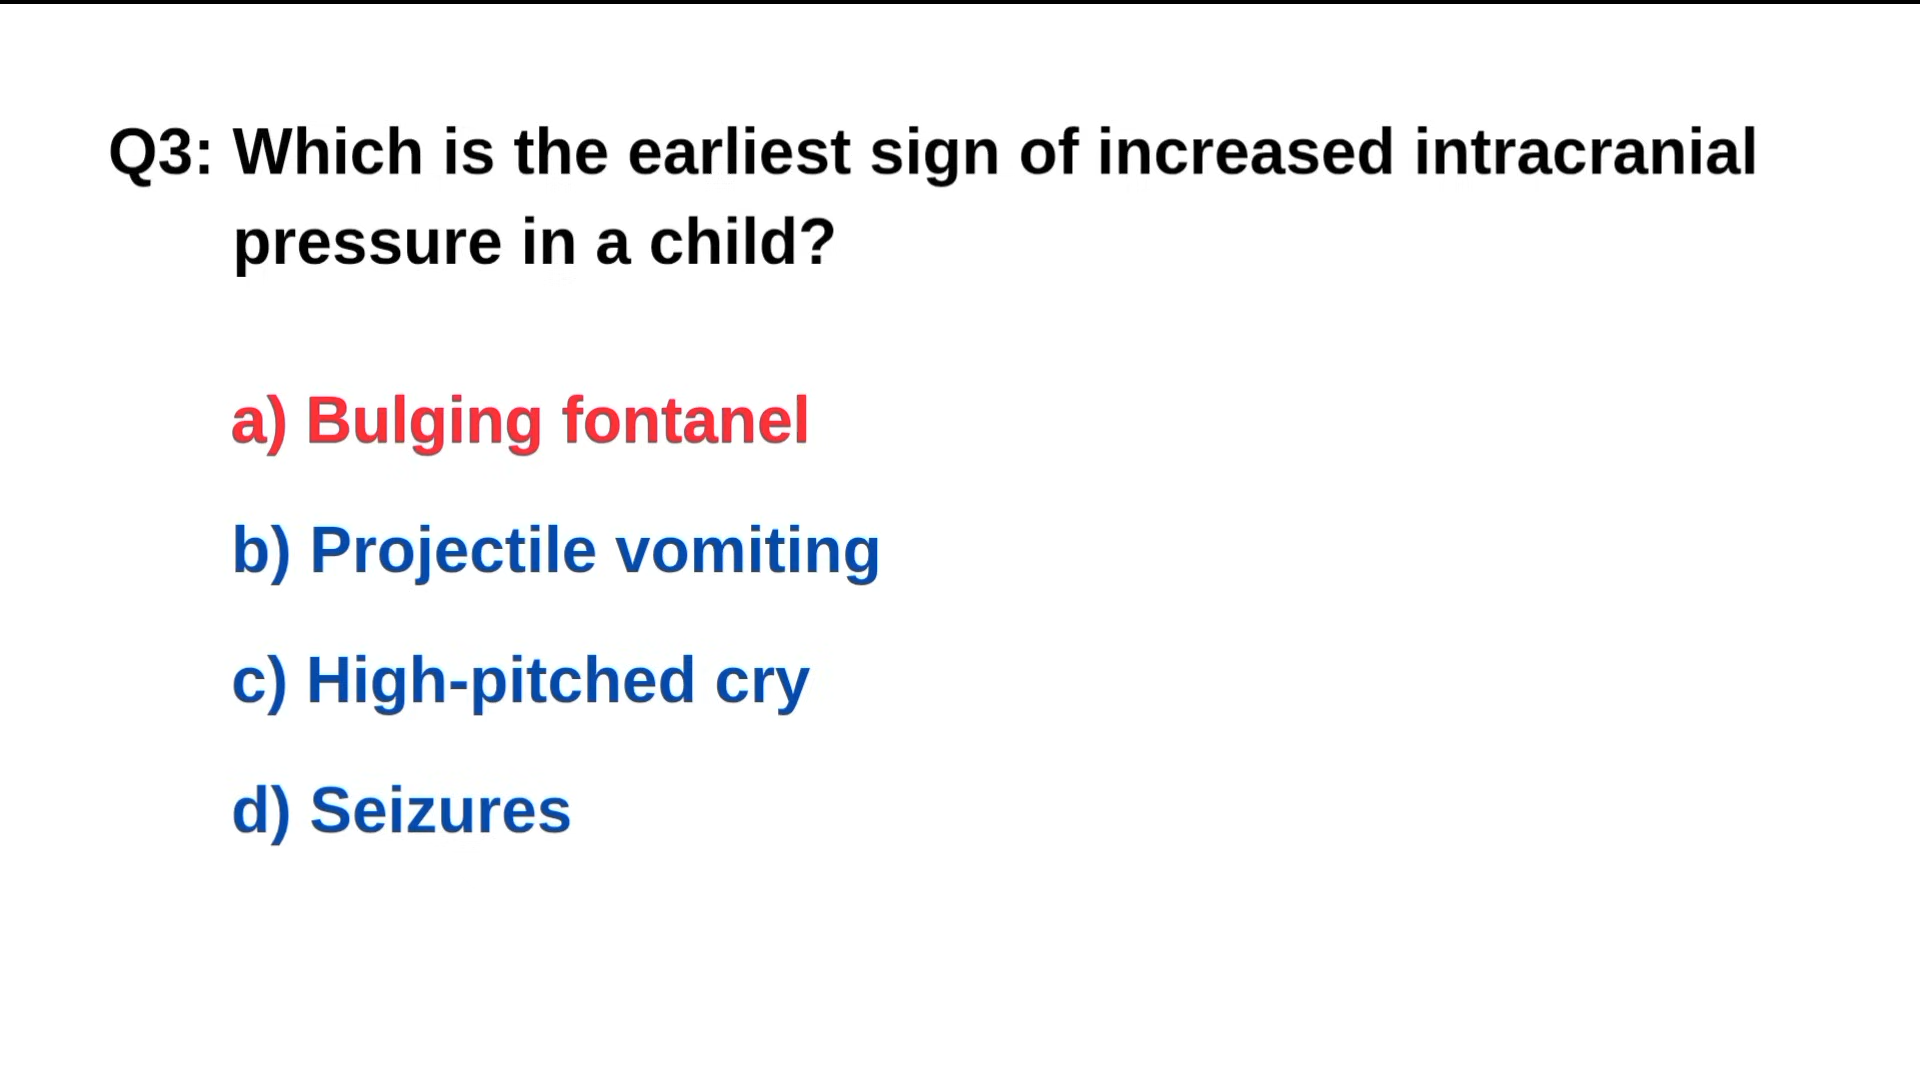 Q3: Which is the earliest sign of increased intracranial
pressure in a child?
a) Bulging fontanel
b) Projectile vomiting
c) High-pitched cry
d) Seizures